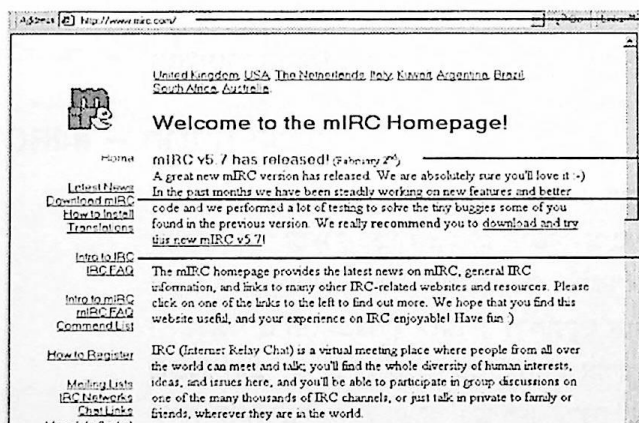 Address http://www.mirc.com/
United Kingdom, USA, The Netherlands, Italy, Kuwait, Argentina, Brazil,
South Africa, Australia.
Welcome to the mIRC Homepage!
Home
Latest News
Download mIRC
How to Install
Translations
Intro to IRC
IRC FAQ
Intro to mIRC
mIRC FAQ
Command List
How to Register
Mailing Lists
IRC Networks
Chat Links
mIRC v5.7 has released! (February 2nd)
A great new mIRC version has released. We are absolutely sure you'll love it :-)
In the past months we have been steadily working on new features and better
code and we performed a lot of testing to solve the tiny buggies some of you
found in the previous version. We really recommend you to download and try
this new mIRC v5.7!
The mIRC homepage provides the latest news on mIRC, general IRC
information, and links to many other IRC-related websites and resources. Please
click on one of the links to the left to find out more. We hope that you find this
website useful, and your experience on IRC enjoyable! Have fun :)
IRC (Internet Relay Chat) is a virtual meeting place where people from all over
the world can meet and talk; you'll find the whole diversity of human interests,
ideas, and issues here, and you'll be able to participate in group discussions on
one of the many thousands of IRC channels, or just talk in private to family or
friends, wherever they are in the world.